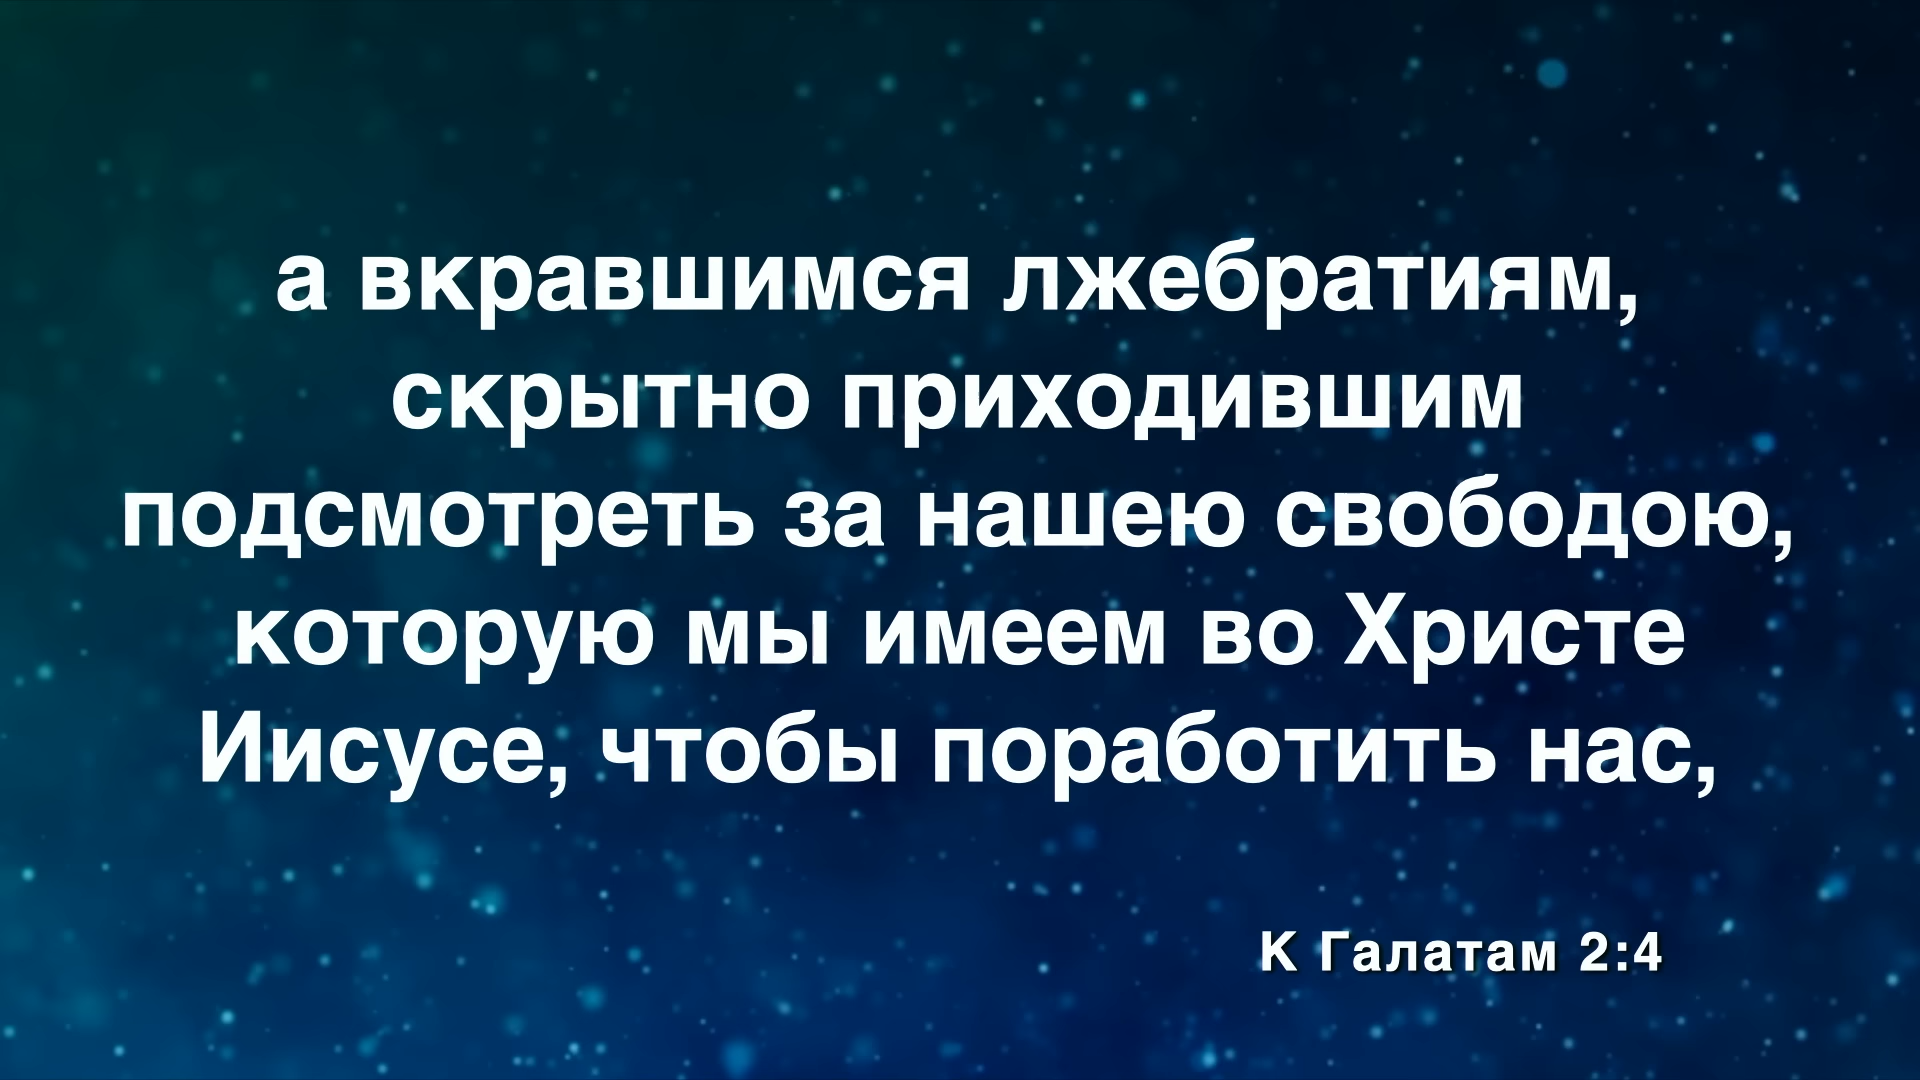 а вкравшимся лжебратиям,
скрытно приходившим
подсмотреть за нашею свободою,
которую мы имеем во Христе
Иисусе, чтобы поработить нас,
К Галатам 2:4